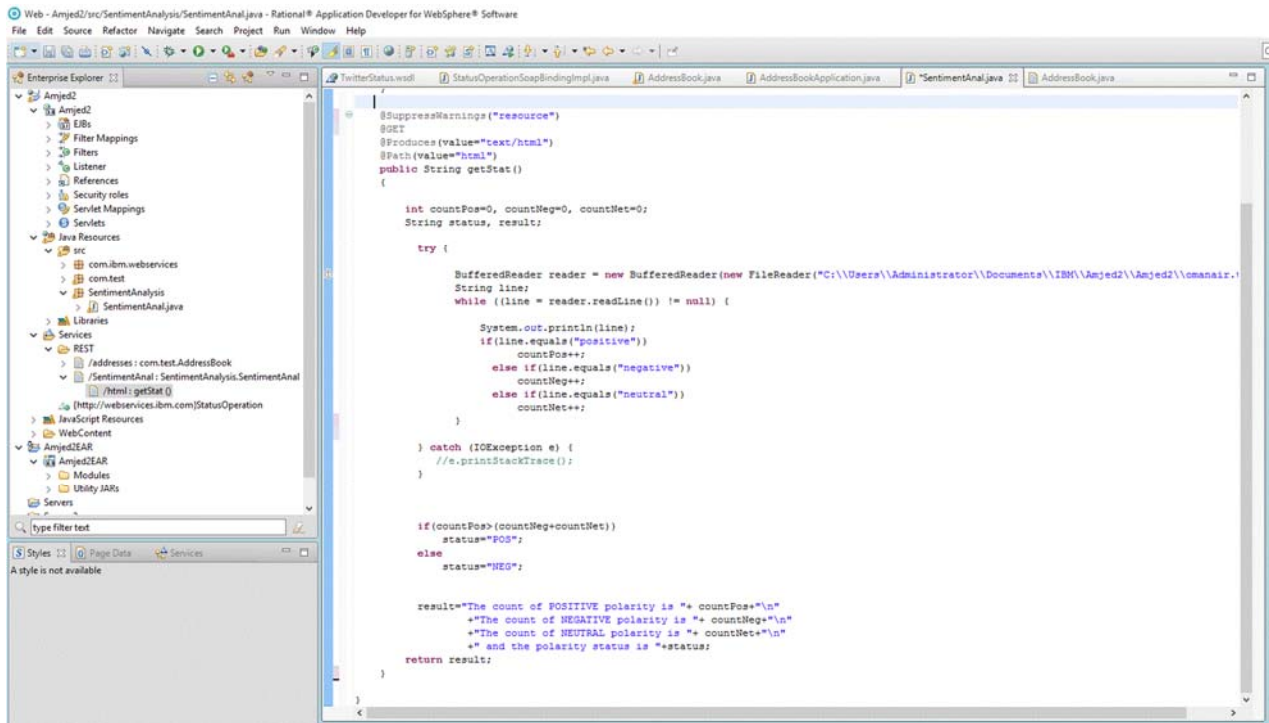 Web - Amjed2/src/SentimentAnalysis/SentimentAnal.java - Rational® Application Developer for WebSphere® Software
File Edit Source Refactor Navigate Search Project Run Window Help
Enterprise Explorer
Amjed2
Amjed2
EJBs
Filter Mappings
Filters
Listener
References
Security roles
Servlet Mappings
Servlets
Java Resources
src
com.ibm.webservices
com.test
SentimentAnalysis
SentimentAnal.java
Libraries
Services
REST
/addresses : com.test.AddressBook
/SentimentAnal : SentimentAnalysis.SentimentAnal
/html : getStat ()
{http://webservices.ibm.com}StatusOperation
JavaScript Resources
WebContent
Amjed2EAR
Amjed2EAR
Modules
Utility JARs
Servers
type filter text
Styles Page Data Services
A style is not available
TwitterStatus.wsdl StatusOperationSoapBindingImpl.java AddressBook.java AddressBookApplication.java *SentimentAnal.java AddressBook.java
@SuppressWarnings("resource")
@GET
@Produces(value="text/html")
@Path(value="html")
public String getStat()
{
int countPos=0, countNeg=0, countNet=0;
String status, result;
try {
BufferedReader reader = new BufferedReader(new FileReader("C:\\Users\\Administrator\\Documents\\IBM\\Amjed2\\Amjed2\\omanair.
String line;
while ((line = reader.readLine()) != null) {
System.out.println(line);
if(line.equals("positive"))
countPos++;
else if(line.equals("negative"))
countNeg++;
else if(line.equals("neutral"))
countNet++;
}
} catch (IOException e) {
//e.printStackTrace();
}
if(countPos>(countNeg+countNet))
status="POS";
else
status="NEG";
result="The count of POSITIVE polarity is "+ countPos+"\n"
+"The count of NEGATIVE polarity is "+ countNeg+"\n"
+"The count of NEUTRAL polarity is "+ countNet+"\n"
+" and the polarity status is "+status;
return result;
}
}